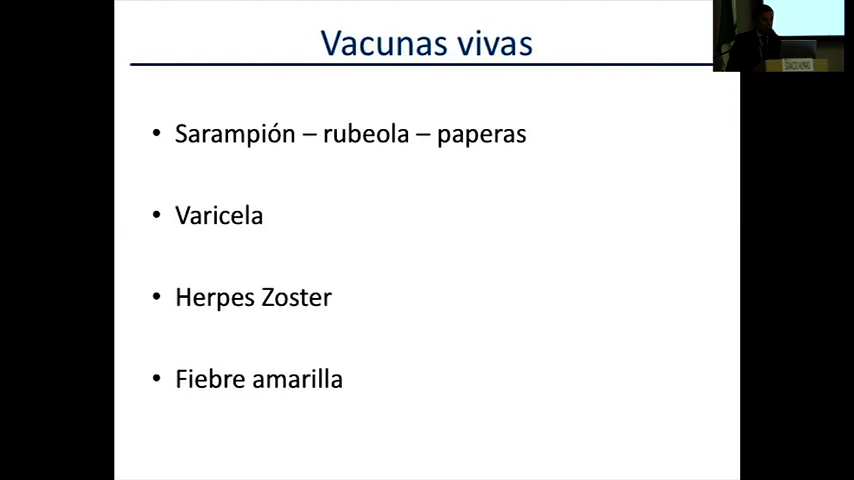 Vacunas vivas
• Sarampión – rubeola – paperas
• Varicela
• Herpes Zoster
• Fiebre amarilla